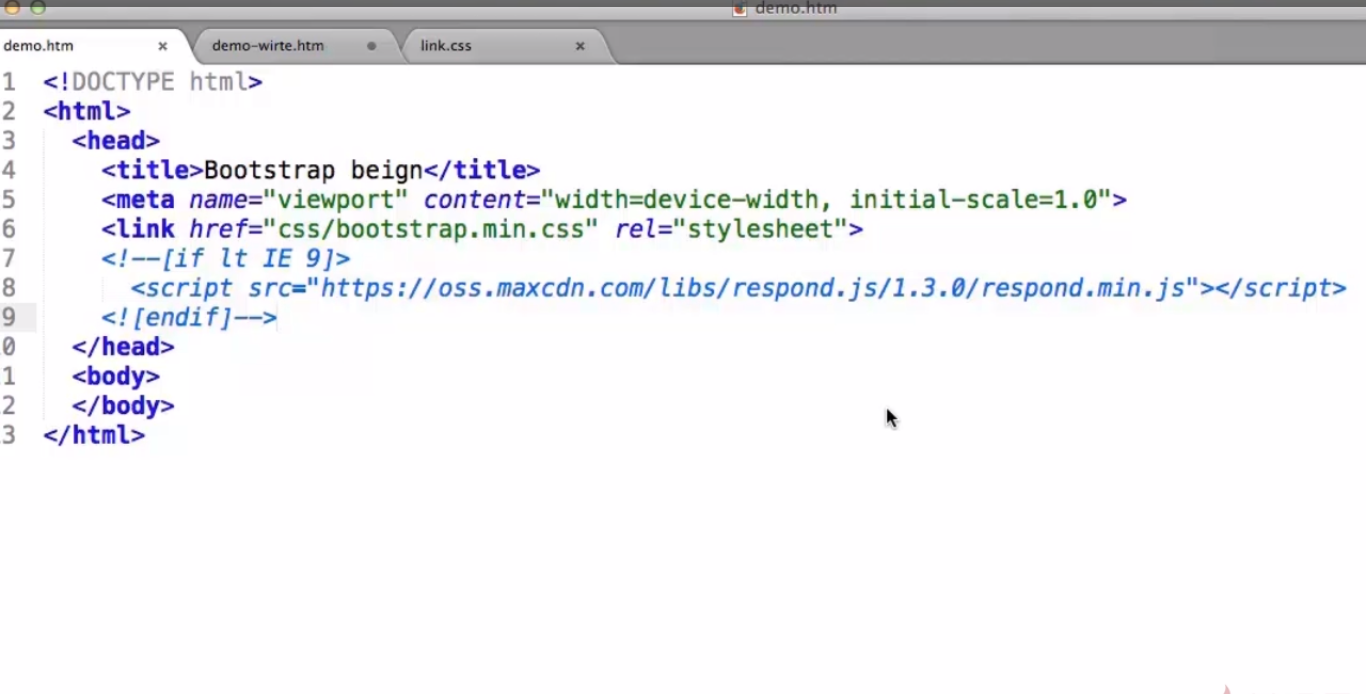 demo.htm
demo.htm
demo-wirte.htm
link.css
1 <!DOCTYPE html>
2 <html>
3 <head>
4 <title>Bootstrap beign</title>
5 <meta name="viewport" content="width=device-width, initial-scale=1.0">
6 <link href="css/bootstrap.min.css" rel="stylesheet">
7 <!--[if lt IE 9]>
8 <script src="https://oss.maxcdn.com/libs/respond.js/1.3.0/respond.min.js"></script>
9 <![endif]-->
0 </head>
1 <body>
2 </body>
3 </html>